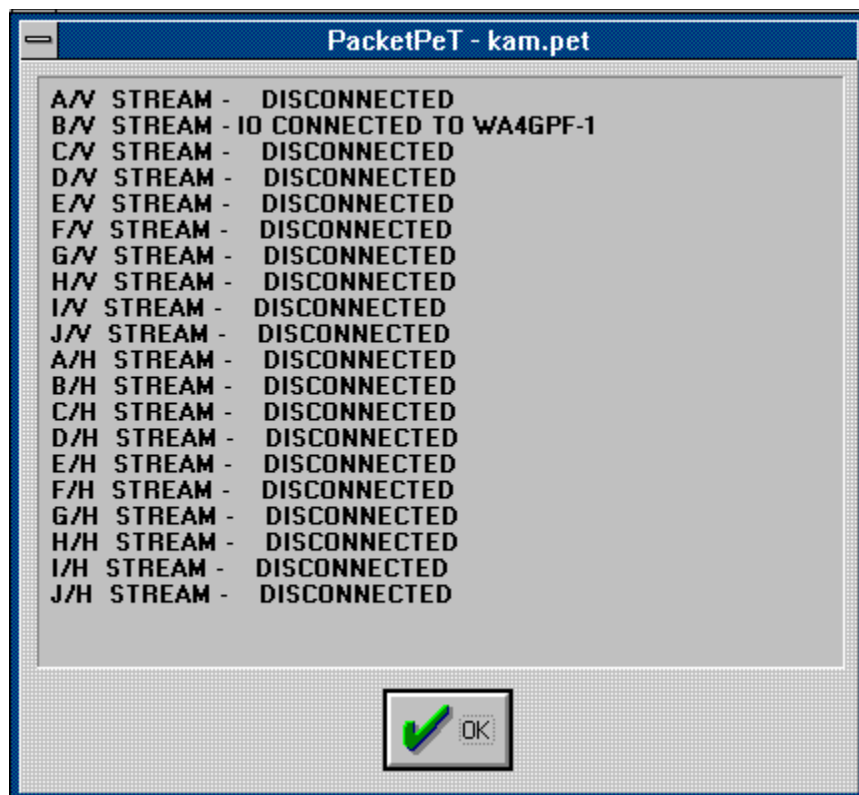 PacketPeT - kam.pet
A/V STREAM - DISCONNECTED
B/V STREAM - IO CONNECTED TO WA4GPF-1
C/V STREAM - DISCONNECTED
D/V STREAM - DISCONNECTED
E/V STREAM - DISCONNECTED
F/V STREAM - DISCONNECTED
G/V STREAM - DISCONNECTED
H/V STREAM - DISCONNECTED
I/V STREAM - DISCONNECTED
J/V STREAM - DISCONNECTED
A/H STREAM - DISCONNECTED
B/H STREAM - DISCONNECTED
C/H STREAM - DISCONNECTED
D/H STREAM - DISCONNECTED
E/H STREAM - DISCONNECTED
F/H STREAM - DISCONNECTED
G/H STREAM - DISCONNECTED
H/H STREAM - DISCONNECTED
I/H STREAM - DISCONNECTED
J/H STREAM - DISCONNECTED
OK